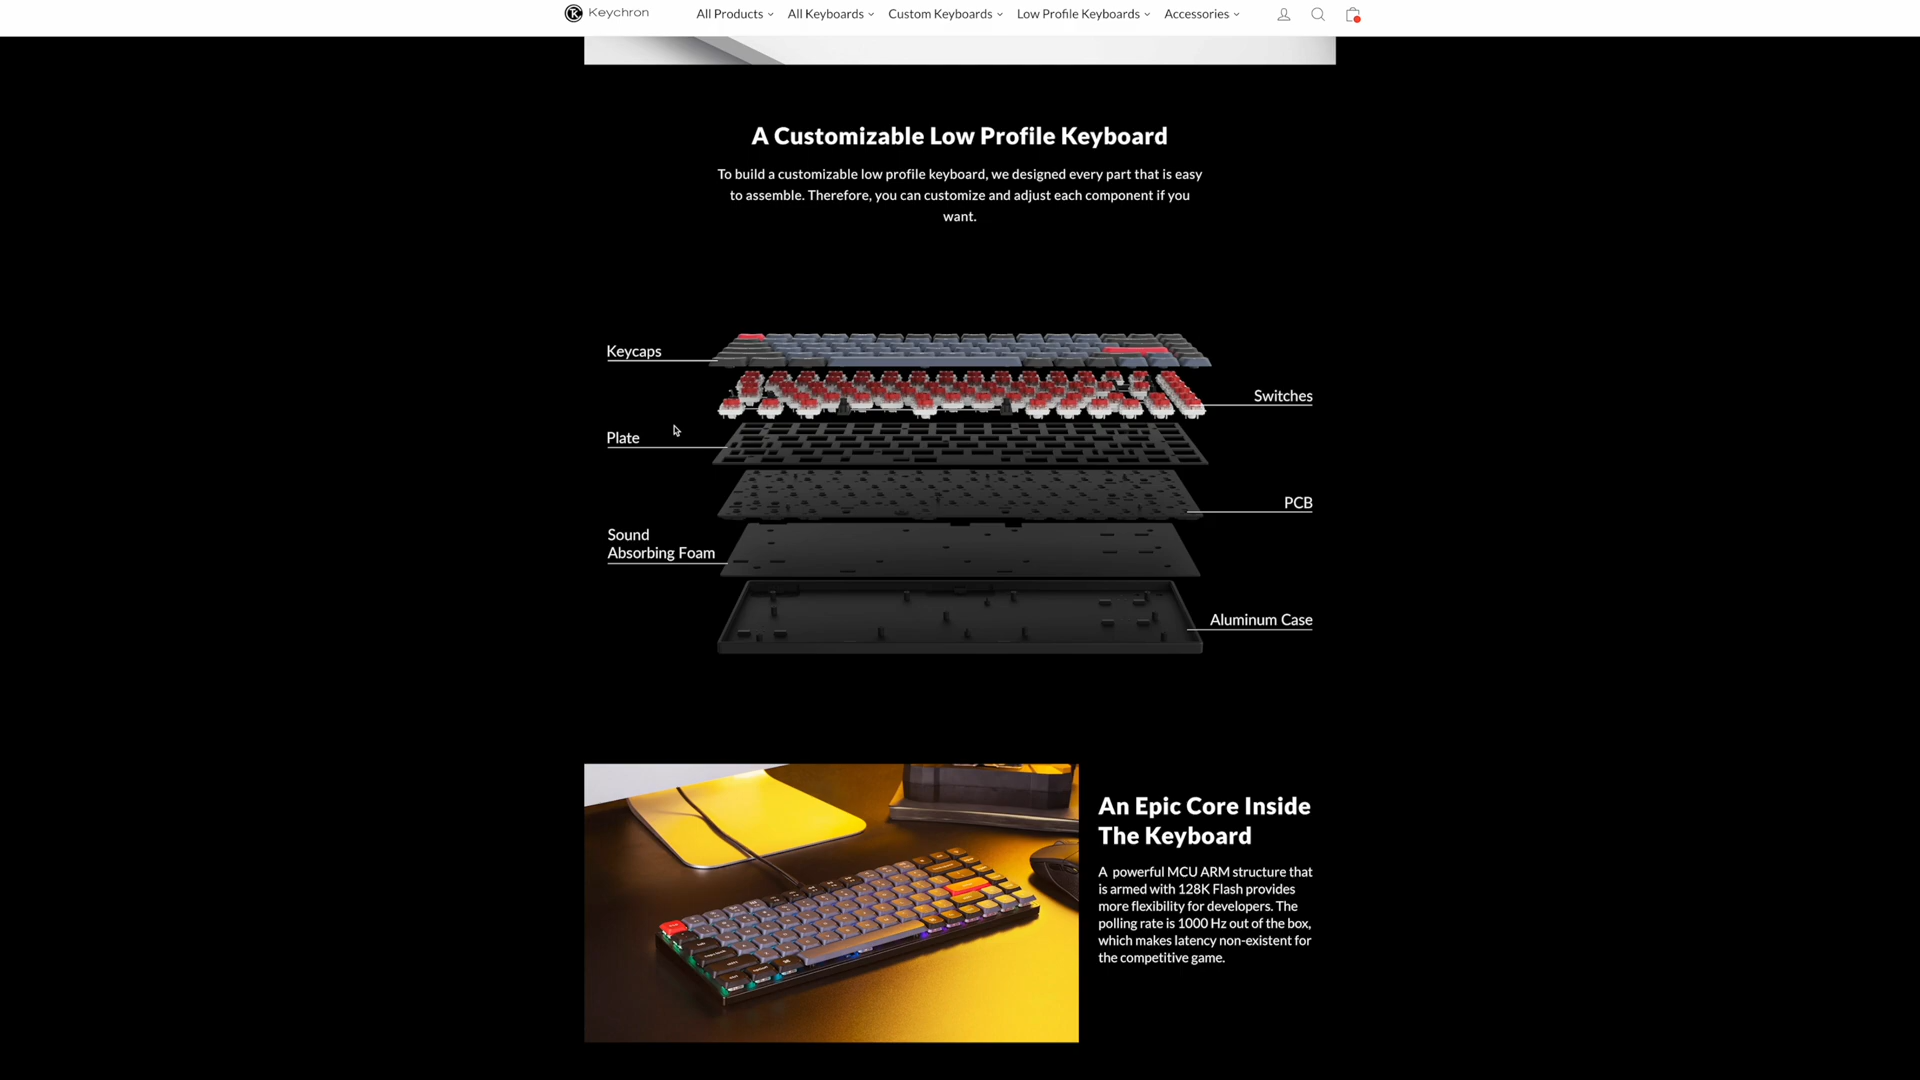 Keychron
All Products
All Keyboards
Custom Keyboards
Low Profile Keyboards
Accessories
A Customizable Low Profile Keyboard
To build a customizable low profile keyboard, we designed every part that is easy
to assemble. Therefore, you can customize and adjust each component if you
want.
Keycaps
Switches
Plate
PCB
Sound
Absorbing Foam
Aluminum Case
An Epic Core Inside
The Keyboard
A powerful MCU ARM structure that
is armed with 128K Flash provides
more flexibility for developers. The
polling rate is 1000 Hz out of the box,
which makes latency non-existent for
the competitive game.